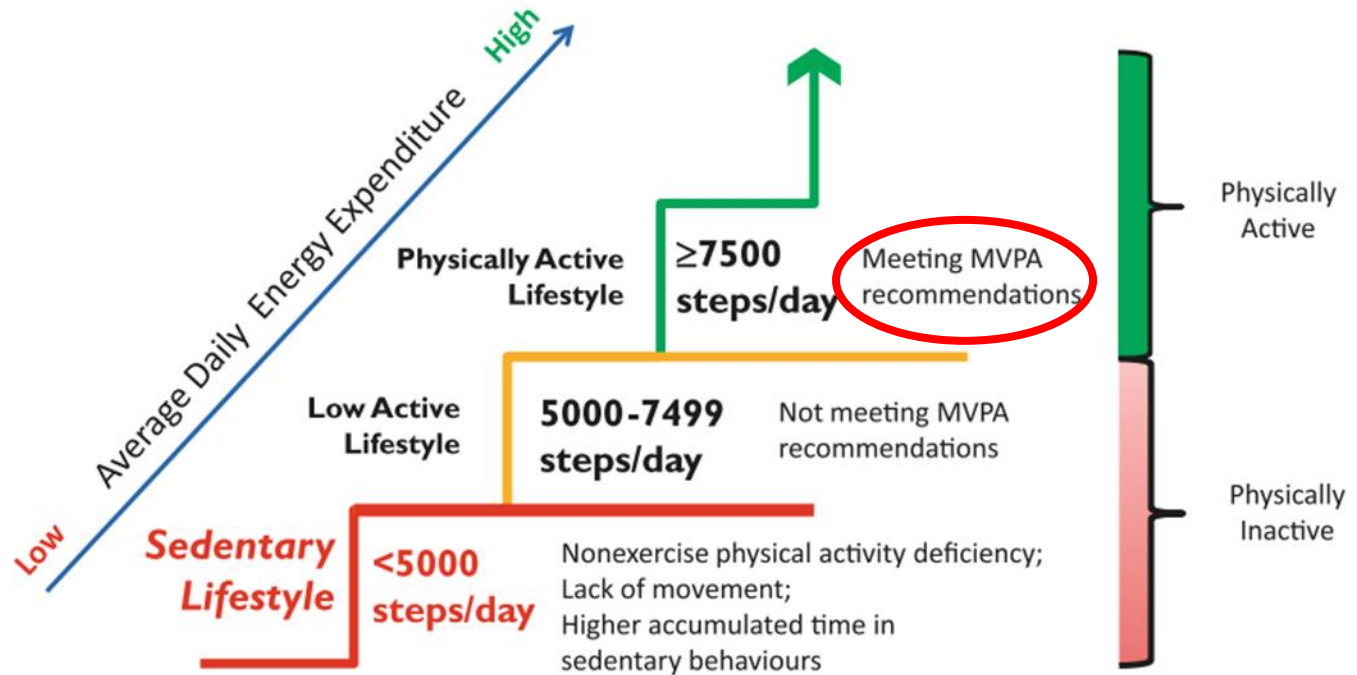 High
Average Daily Energy Expenditure
Low
Physically Active
Lifestyle
≥7500
steps/day
Meeting MVPA
recommendations
Physically
Active
Low Active
Lifestyle
5000-7499
steps/day
Not meeting MVPA
recommendations
Physically
Inactive
Sedentary
Lifestyle
<5000
steps/day
Nonexercise physical activity deficiency;
Lack of movement;
Higher accumulated time in
sedentary behaviours